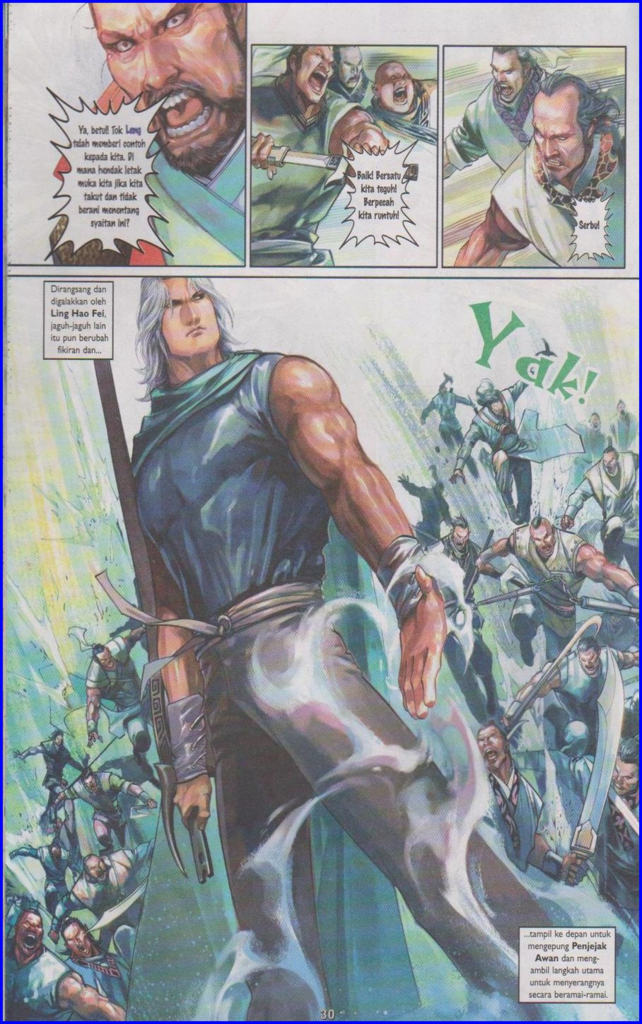 Ya, betul! Tok Leng
telah memberi contoh
kepada kita. Di
mana hendak letak
muka kita jika kita
takut dan tidak
berani menentang
syaitan ini?
Baik! Bersatu
kita teguh!
Berpecah
kita runtuh!
Serbu!
Dirangsang dan
digalakkan oleh
Ling Hao Fei,
jaguh-jaguh lain
itu pun berubah
fikiran dan...
Yak!
...tampil ke depan untuk
mengepung Penjejak
Awan dan meng-
ambil langkah utama
untuk menyerangnya
secara beramai-ramai.
30